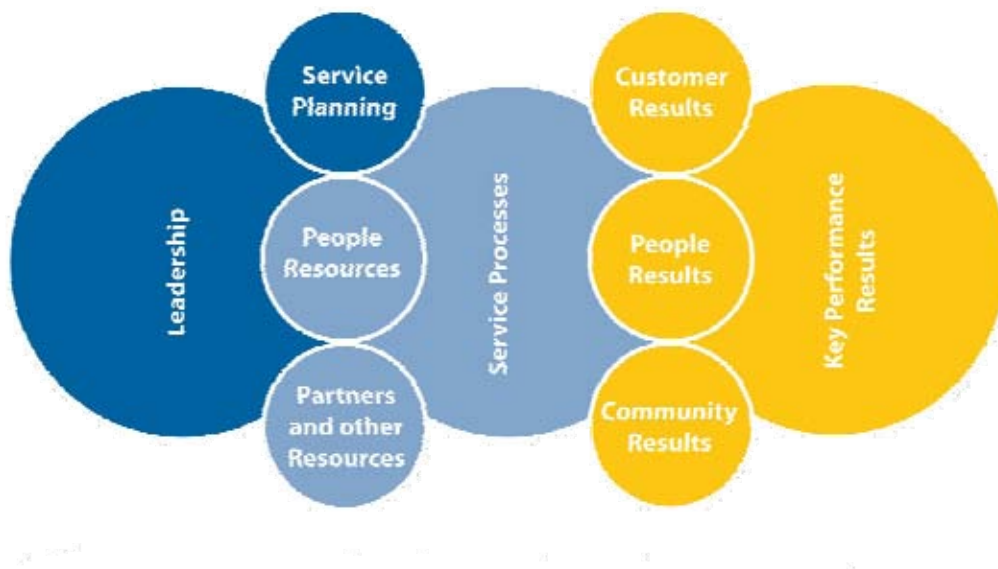 Leadership
Service
Planning
People
Resources
Partners
and other
Resources
Service Processes
Customer
Results
People
Results
Community
Results
Key Performance
Results